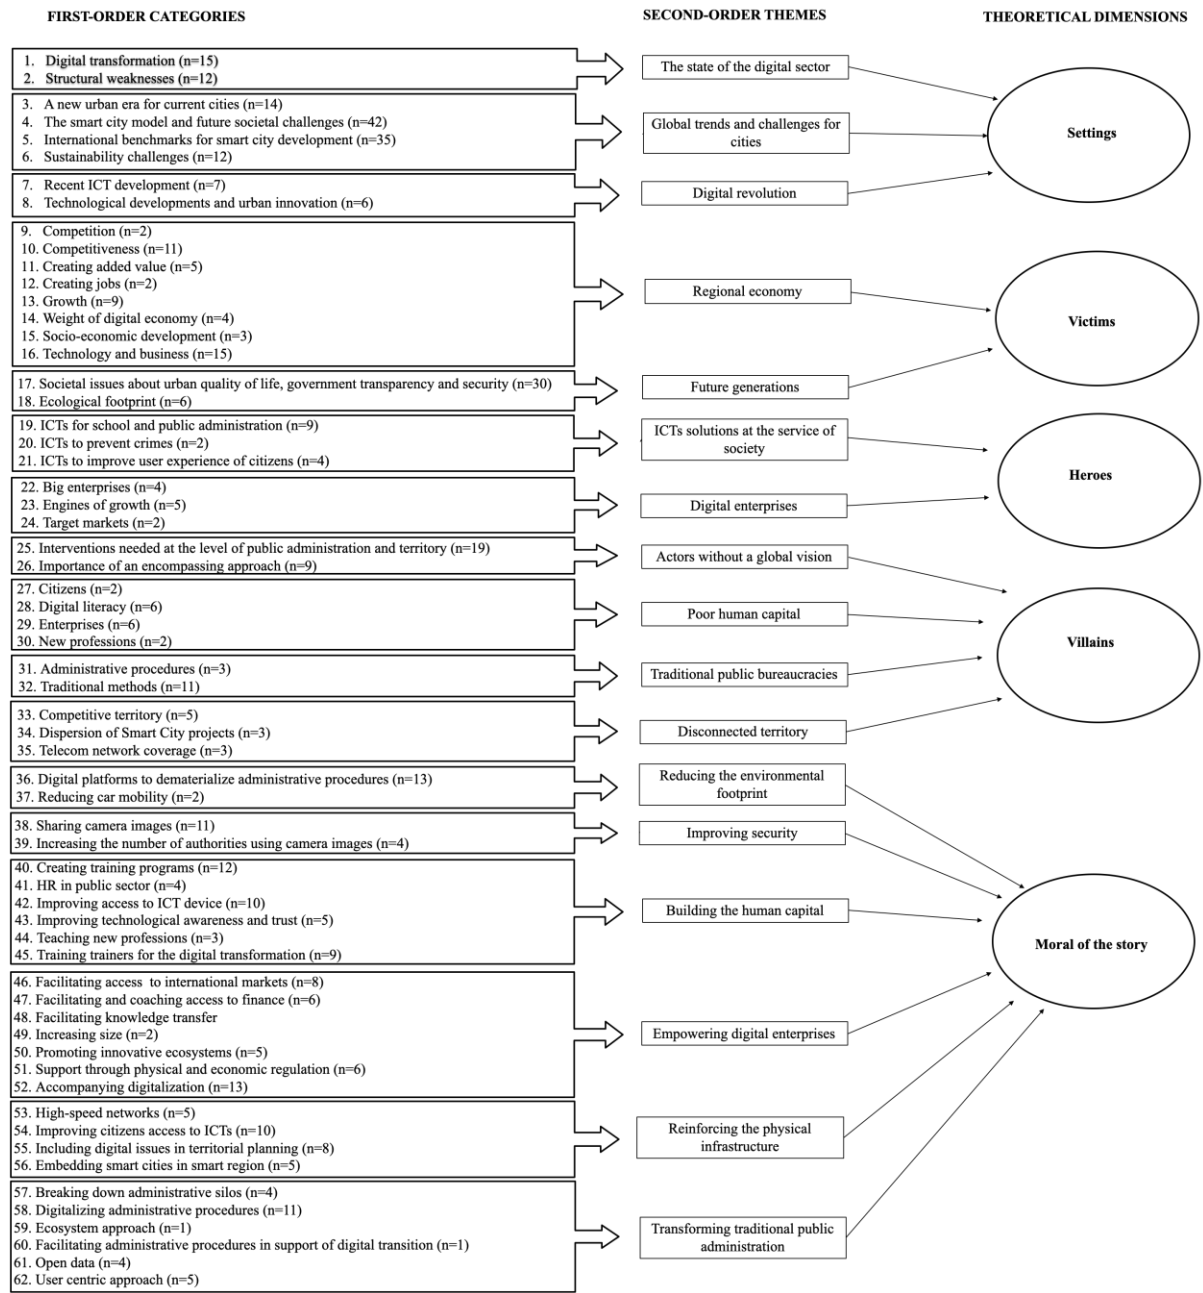 FIRST-ORDER CATEGORIES
SECOND-ORDER THEMES
THEORETICAL DIMENSIONS
1. Digital transformation (n=15)
2. Structural weaknesses (n=12)
The state of the digital sector
3. A new urban era for current cities (n=14)
4. The smart city model and future societal challenges (n=42)
5. International benchmarks for smart city development (n=35)
6. Sustainability challenges (n=12)
Global trends and challenges for
cities
Settings
7. Recent ICT development (n=7)
8. Technological developments and urban innovation (n=6)
Digital revolution
9. Competition (n=2)
10. Competitiveness (n=11)
11. Creating added value (n=5)
12. Creating jobs (n=2)
13. Growth (n=9)
14. Weight of digital economy (n=4)
15. Socio-economic development (n=3)
16. Technology and business (n=15)
Regional economy
Victims
17. Societal issues about urban quality of life, government transparency and security (n=30)
18. Ecological footprint (n=6)
Future generations
19. ICTs for school and public administration (n=9)
20. ICTs to prevent crimes (n=2)
21. ICTs to improve user experience of citizens (n=4)
ICTs solutions at the service of
society
Heroes
22. Big enterprises (n=4)
23. Engines of growth (n=5)
24. Target markets (n=2)
Digital enterprises
25. Interventions needed at the level of public administration and territory (n=19)
26. Importance of an encompassing approach (n=9)
Actors without a global vision
27. Citizens (n=2)
28. Digital literacy (n=6)
29. Enterprises (n=6)
30. New professions (n=2)
Poor human capital
Villains
31. Administrative procedures (n=3)
32. Traditional methods (n=11)
Traditional public bureaucracies
33. Competitive territory (n=5)
34. Dispersion of Smart City projects (n=3)
35. Telecom network coverage (n=3)
Disconnected territory
36. Digital platforms to dematerialize administrative procedures (n=13)
37. Reducing car mobility (n=2)
Reducing the environmental
footprint
38. Sharing camera images (n=11)
39. Increasing the number of authorities using camera images (n=4)
Improving security
40. Creating training programs (n=12)
41. HR in public sector (n=4)
42. Improving access to ICT device (n=10)
43. Improving technological awareness and trust (n=5)
44. Teaching new professions (n=3)
45. Training trainers for the digital transformation (n=9)
Building the human capital
Moral of the story
46. Facilitating access to international markets (n=8)
47. Facilitating and coaching access to finance (n=6)
48. Facilitating knowledge transfer
49. Increasing size (n=2)
50. Promoting innovative ecosystems (n=5)
51. Support through physical and economic regulation (n=6)
52. Accompanying digitalization (n=13)
Empowering digital enterprises
53. High-speed networks (n=5)
54. Improving citizens access to ICTs (n=10)
55. Including digital issues in territorial planning (n=8)
56. Embedding smart cities in smart region (n=5)
Reinforcing the physical
infrastructure
57. Breaking down administrative silos (n=4)
58. Digitalizing administrative procedures (n=11)
59. Ecosystem approach (n=1)
60. Facilitating administrative procedures in support of digital transition (n=1)
61. Open data (n=4)
62. User centric approach (n=5)
Transforming traditional public
administration